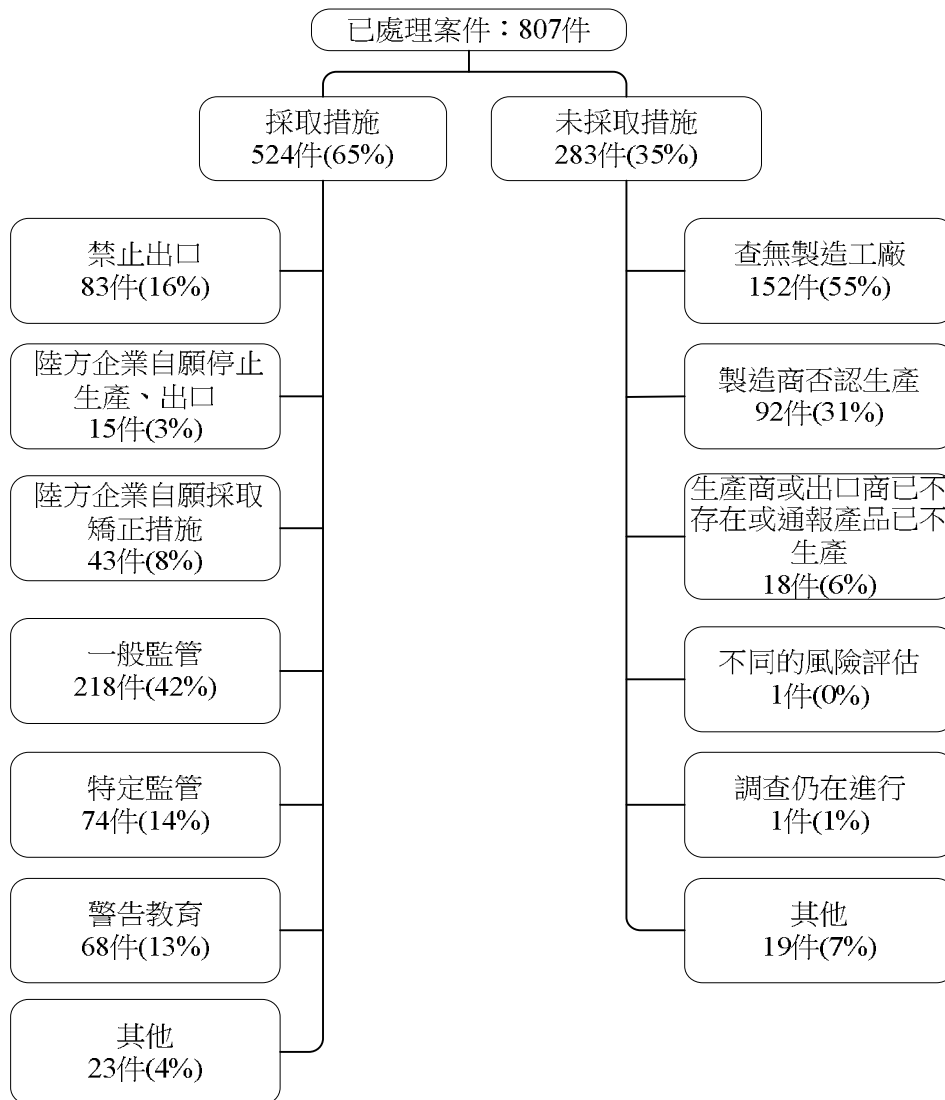 已處理案件：807件
採取措施
524件(65%)
未採取措施
283件(35%)
禁止出口
83件(16%)
陸方企業自願停止
生產、出口
15件(3%)
陸方企業自願採取
矯正措施
43件(8%)
一般監管
218件(42%)
特定監管
74件(14%)
警告教育
68件(13%)
其他
23件(4%)
查無製造工廠
152件(55%)
製造商否認生產
92件(31%)
生產商或出口商已不
存在或通報產品已不
生產
18件(6%)
不同的風險評估
1件(0%)
調查仍在進行
1件(1%)
其他
19件(7%)